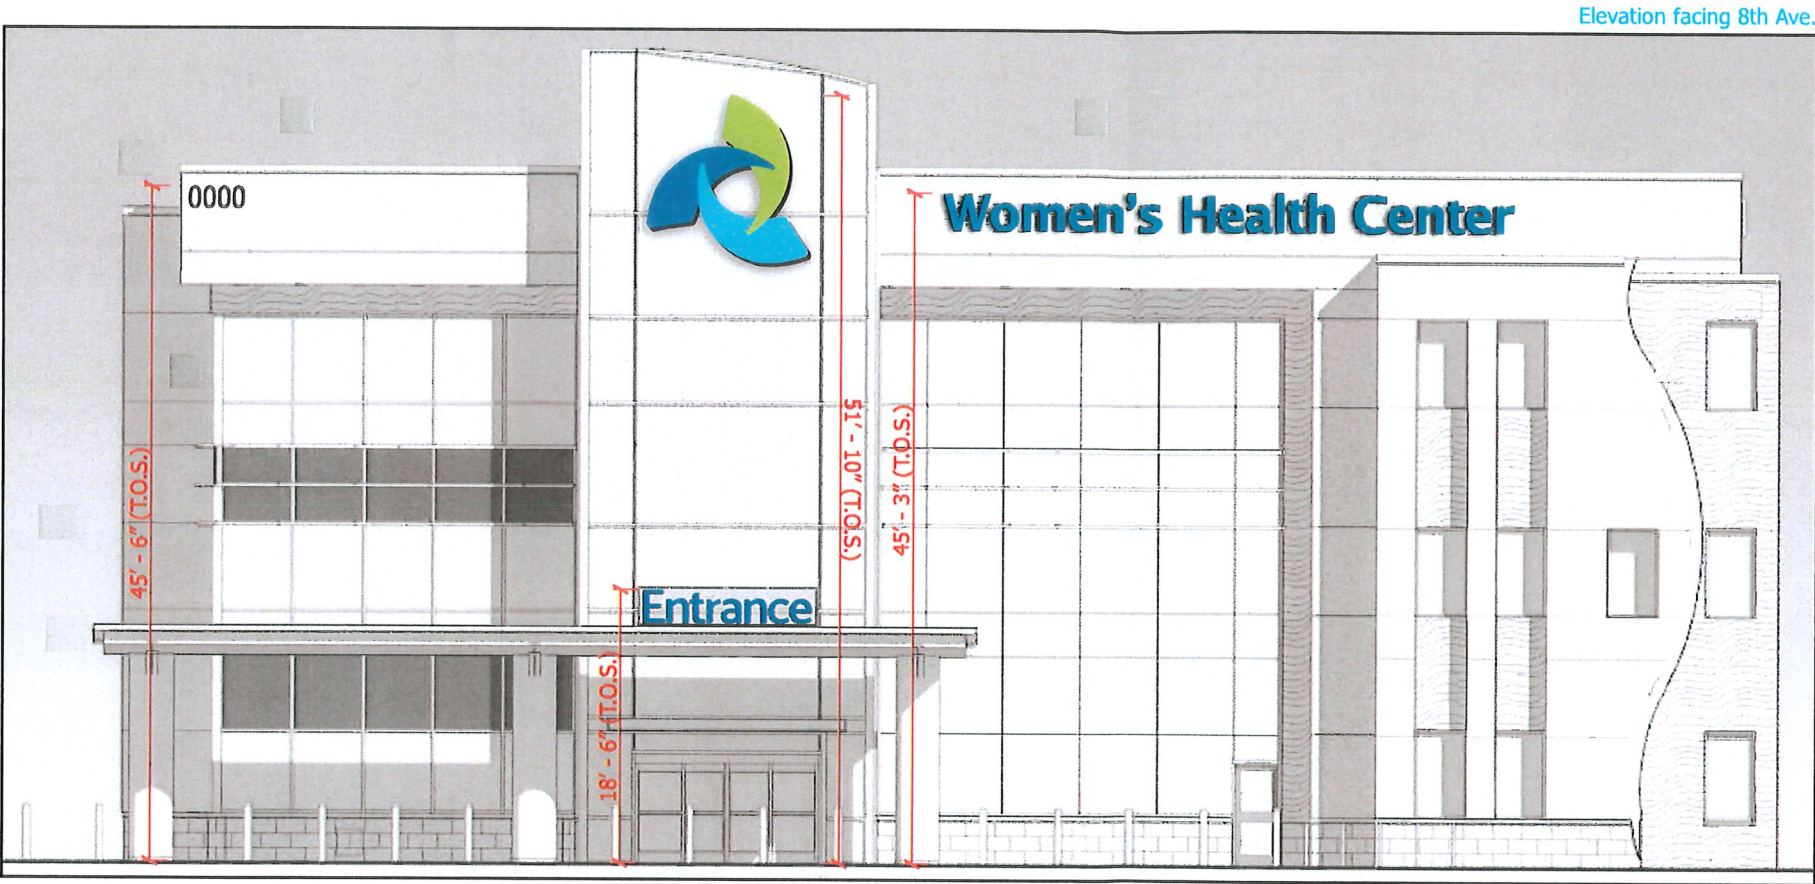 Elevation facing 8th Ave.
0000
Women's Health Center
45' - 6" (T.O.S.)
51' - 10" (T.O.S.)
45' - 3" (T.O.S.)
Entrance
18' - 6" (T.O.S.)